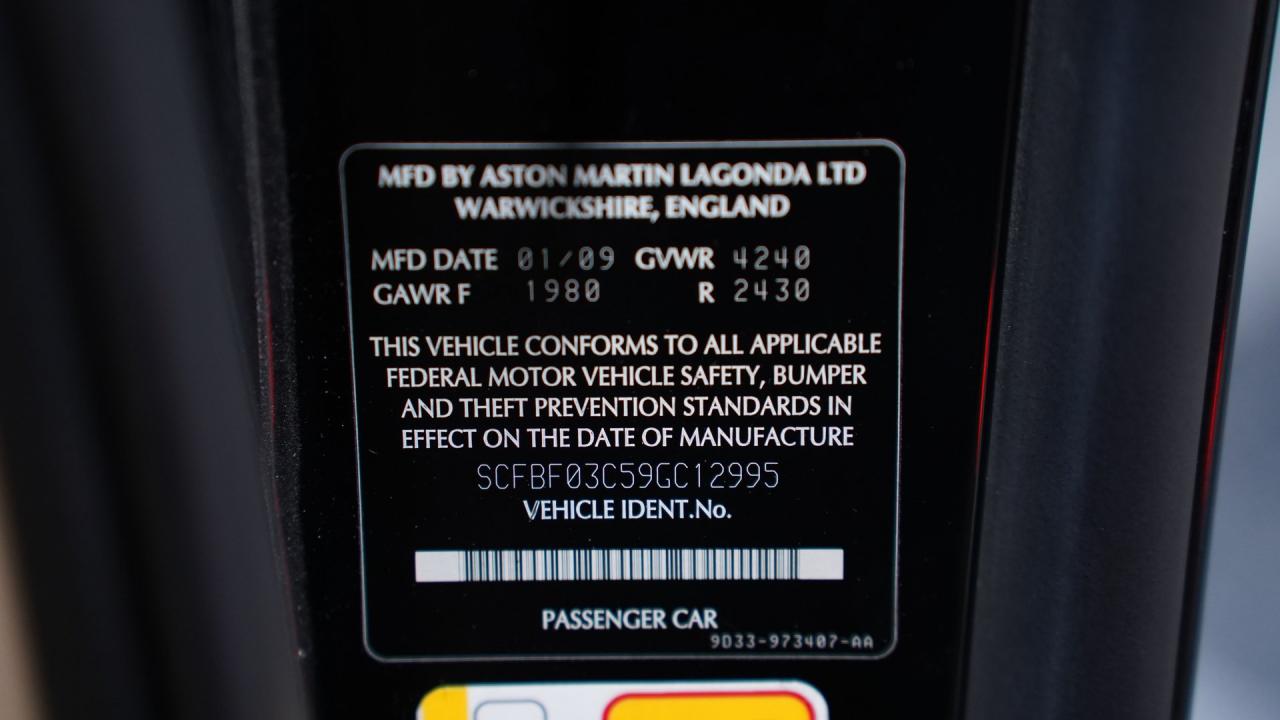 MFD BY ASTON MARTIN LAGONDA LTD
WARWICKSHIRE, ENGLAND
MFD DATE 01/09 GVWR 4240
GAWR F 1980 R 2430
THIS VEHICLE CONFORMS TO ALL APPLICABLE
FEDERAL MOTOR VEHICLE SAFETY, BUMPER
AND THEFT PREVENTION STANDARDS IN
EFFECT ON THE DATE OF MANUFACTURE
SCFBF03C59GC12995
VEHICLE IDENT.No.
PASSENGER CAR
9D33-973407-AA